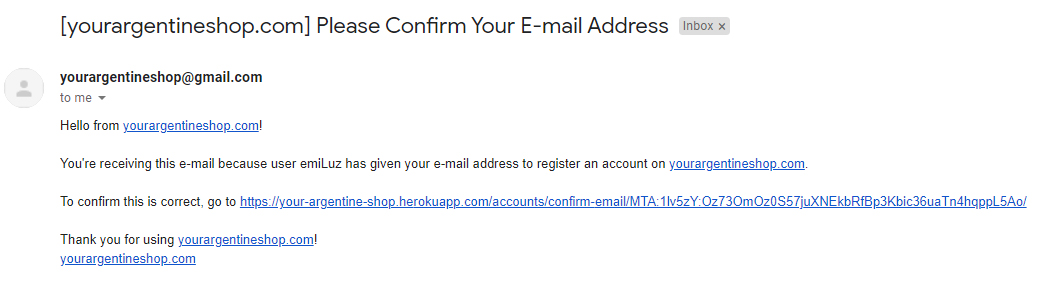 [yourargentineshop.com] Please Confirm Your E-mail Address Inbox ×
yourargentineshop@gmail.com
to me
Hello from yourargentineshop.com!
You're receiving this e-mail because user emiLuz has given your e-mail address to register an account on yourargentineshop.com.
To confirm this is correct, go to https://your-argentine-shop.herokuapp.com/accounts/confirm-email/MTA:1lv5zY:Oz73OmOz0S57juXNEkbRfBp3Kbic36uaTn4hqppL5Ao/
Thank you for using yourargentineshop.com!
yourargentineshop.com